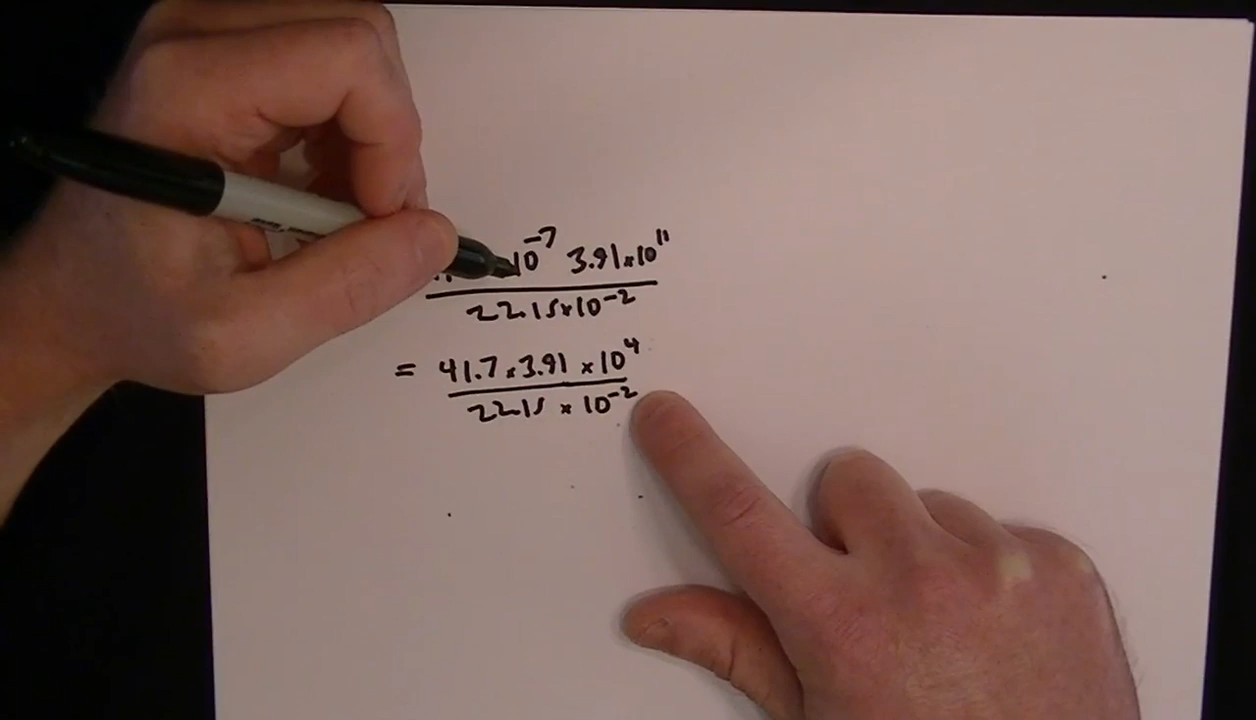 10⁻⁷ 3.91×10¹¹
22.15×10⁻²
= 41.7×3.91 ×10⁴
22.15 × 10⁻²